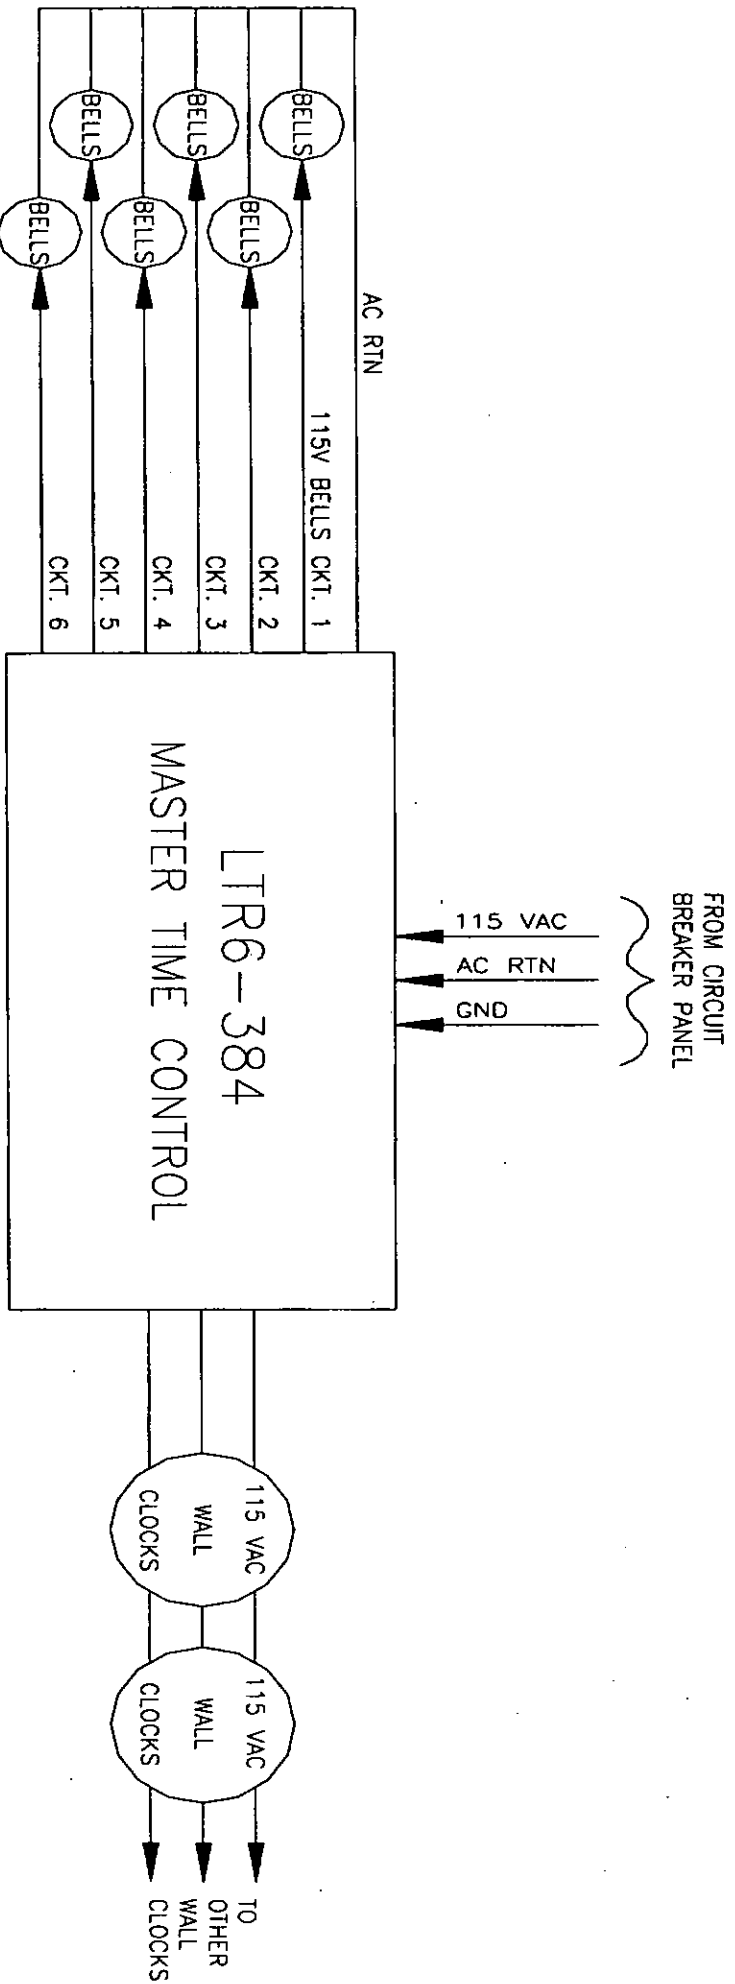 FROM CIRCUIT
BREAKER PANEL
115 VAC
AC RTN
GND
AC RTN
115V BELLS CKT. 1
CKT. 2
CKT. 3
CKT. 4
CKT. 5
CKT. 6
BELLS
BELLS
BELLS
BELLS
BELLS
BELLS
LTR6-384
MASTER TIME CONTROL
115 VAC
WALL
CLOCKS
115 VAC
WALL
CLOCKS
TO
OTHER
WALL
CLOCKS